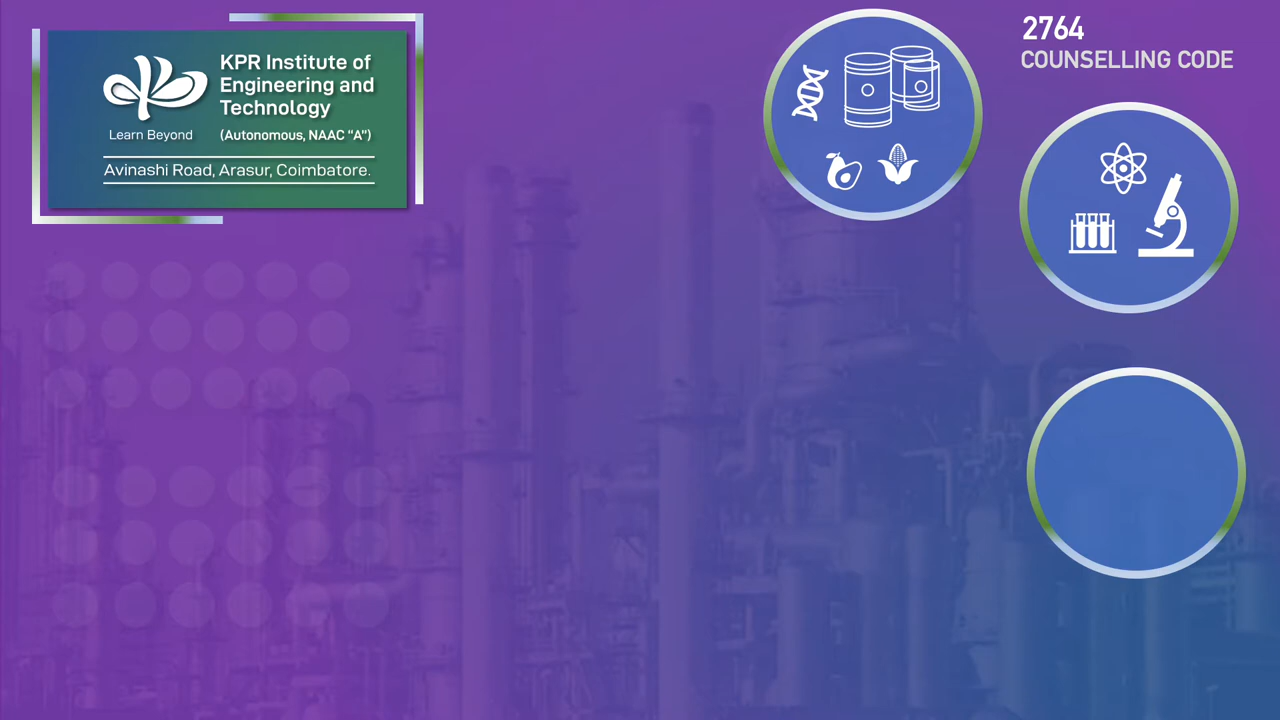 KPR Institute of
Engineering and
Technology
(Autonomous, NAAC “A”)
Learn Beyond
Avinashi Road, Arasur, Coimbatore.
2764
COUNSELLING CODE